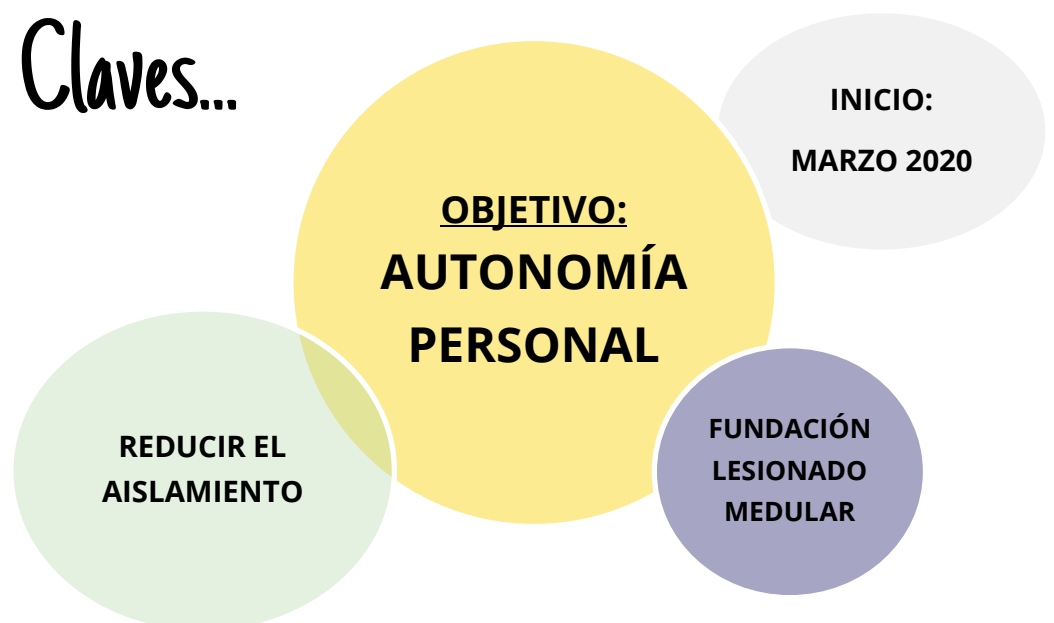 Claves...
INICIO:
MARZO 2020
OBJETIVO:
AUTONOMÍA
PERSONAL
REDUCIR EL
AISLAMIENTO
FUNDACIÓN
LESIONADO
MEDULAR